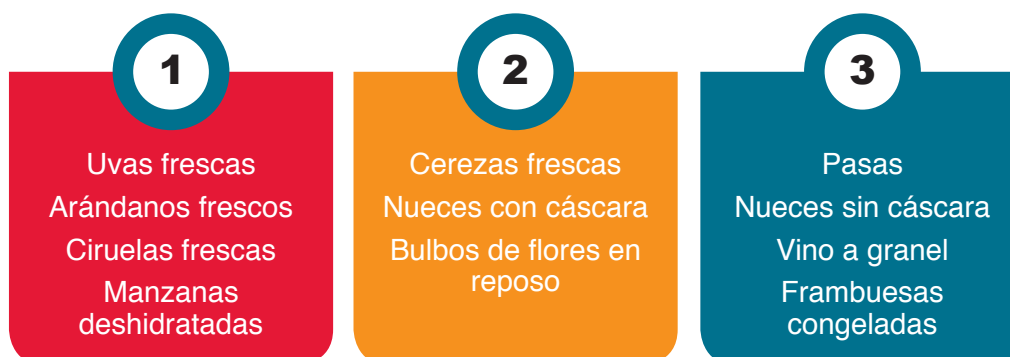 1
Uvas frescas
Arándanos frescos
Ciruelas frescas
Manzanas
deshidratadas
2
Cerezas frescas
Nueces con cáscara
Bulbos de flores en
reposo
3
Pasas
Nueces sin cáscara
Vino a granel
Frambuesas
congeladas